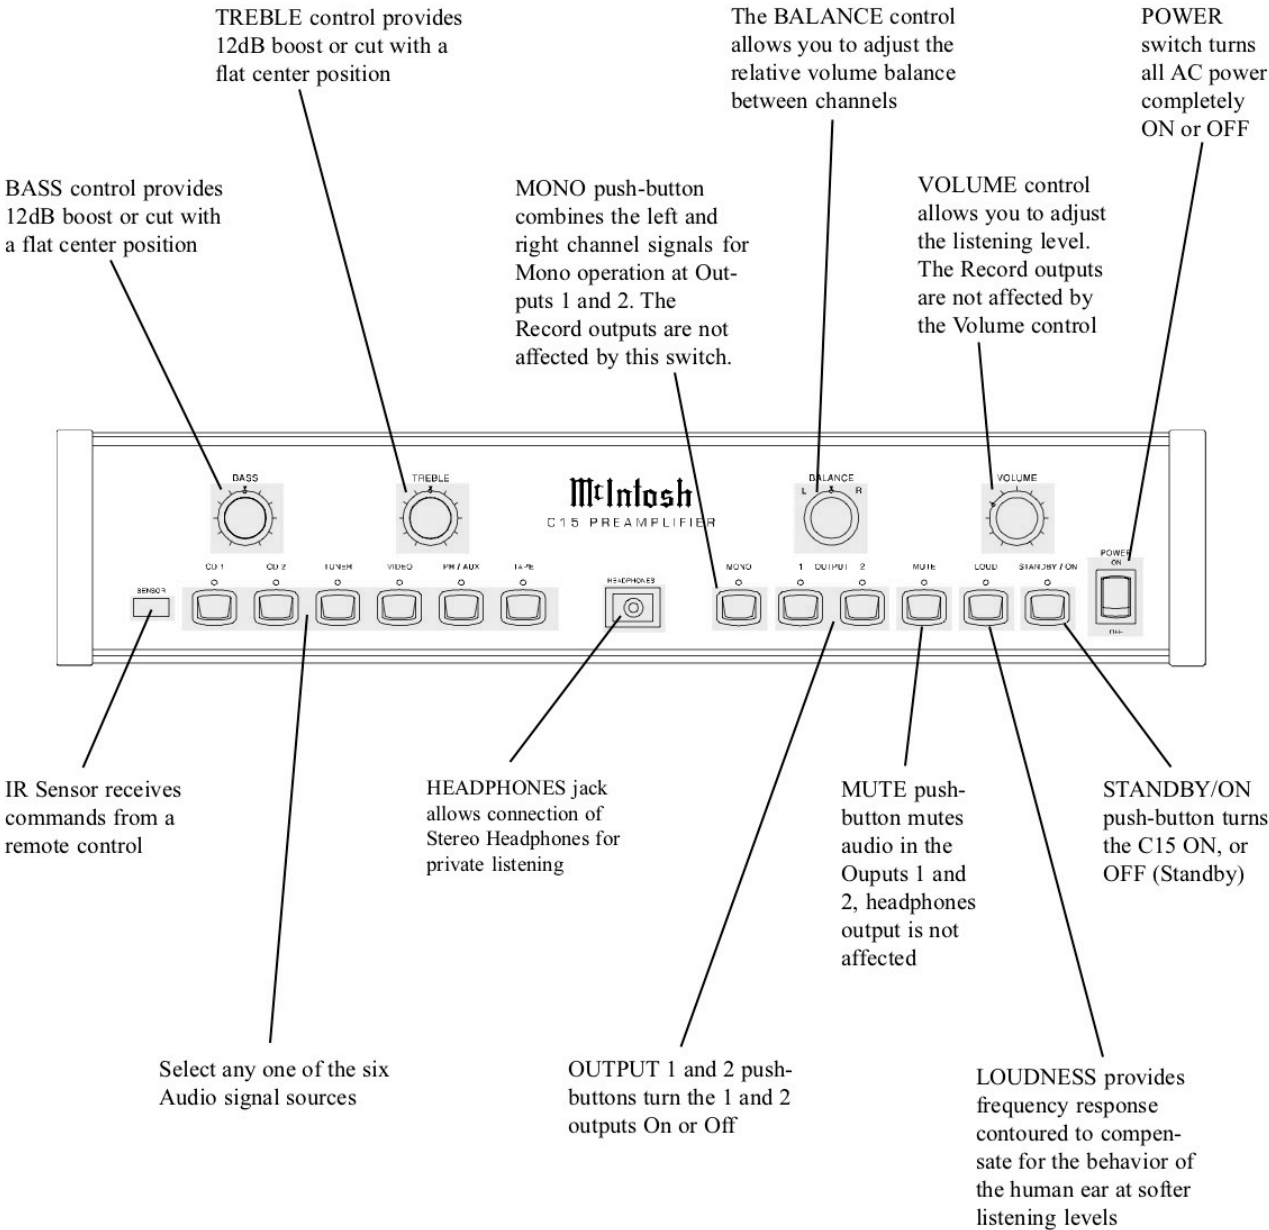 TREBLE control provides
12dB boost or cut with a
flat center position
The BALANCE control
allows you to adjust the
relative volume balance
between channels
POWER
switch turns
all AC power
completely
ON or OFF
BASS control provides
12dB boost or cut with
a flat center position
MONO push-button
combines the left and
right channel signals for
Mono operation at Out-
puts 1 and 2. The
Record outputs are not
affected by this switch.
VOLUME control
allows you to adjust
the listening level.
The Record outputs
are not affected by
the Volume control
BASS
TREBLE
McIntosh
C15 PREAMPLIFIER
BALANCE
L R
VOLUME
POWER
ON
OFF
SENSOR
CD 1 CD 2 TUNER VIDEO PH / AUX TAPE
HEADPHONES
MONO 1 OUTPUT 2 MUTE LOUD STANDBY / ON
IR Sensor receives
commands from a
remote control
HEADPHONES jack
allows connection of
Stereo Headphones for
private listening
MUTE push-
button mutes
audio in the
Ouputs 1 and
2, headphones
output is not
affected
STANDBY/ON
push-button turns
the C15 ON, or
OFF (Standby)
Select any one of the six
Audio signal sources
OUTPUT 1 and 2 push-
buttons turn the 1 and 2
outputs On or Off
LOUDNESS provides
frequency response
contoured to compen-
sate for the behavior of
the human ear at softer
listening levels